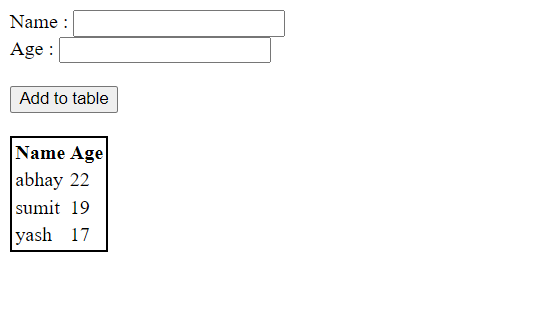 Name :
Age :
Add to table
Name Age
abhay 22
sumit 19
yash 17